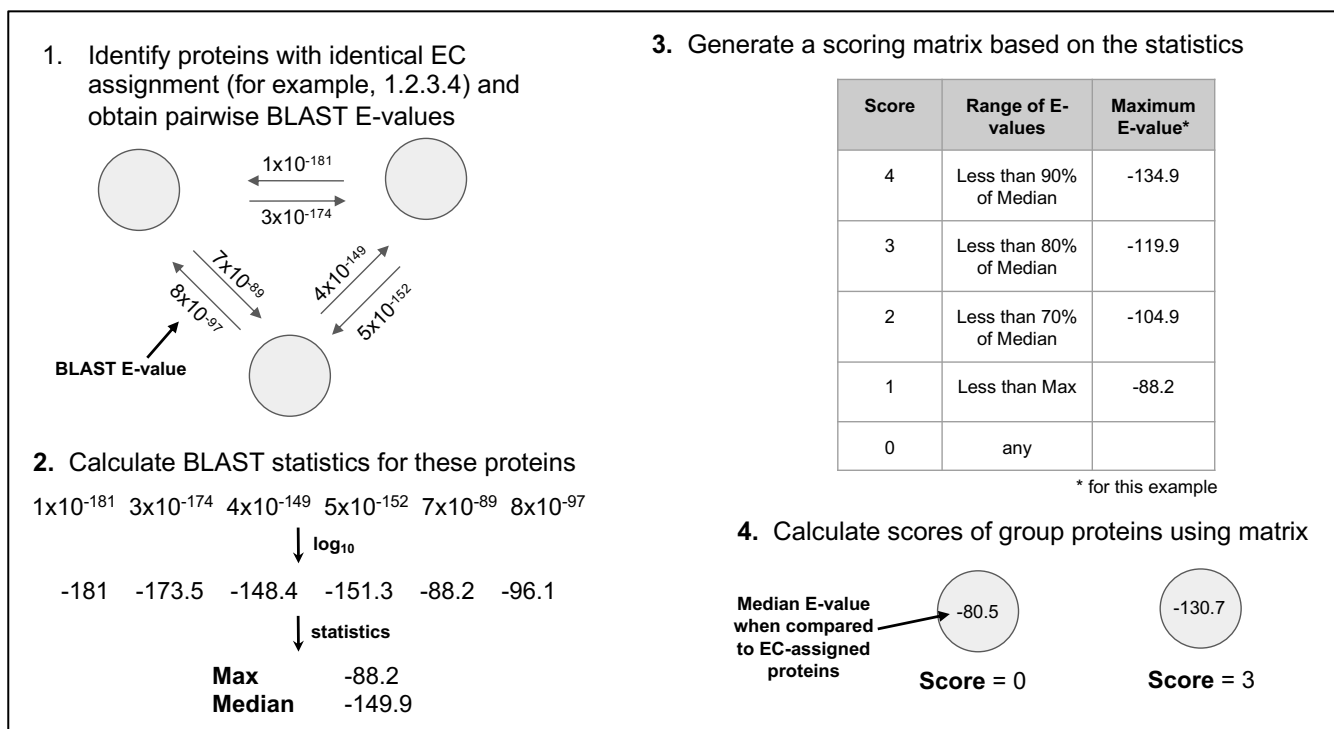 1. Identify proteins with identical EC
assignment (for example, 1.2.3.4) and
obtain pairwise BLAST E-values
1x10⁻¹⁸¹
3x10⁻¹⁷⁴
7x10⁻⁸⁹
8x10⁻⁹⁷
4x10⁻¹⁴⁹
5x10⁻¹⁵²
BLAST E-value
2. Calculate BLAST statistics for these proteins
1x10⁻¹⁸¹ 3x10⁻¹⁷⁴ 4x10⁻¹⁴⁹ 5x10⁻¹⁵² 7x10⁻⁸⁹ 8x10⁻⁹⁷
log₁₀
-181 -173.5 -148.4 -151.3 -88.2 -96.1
statistics
Max -88.2
Median -149.9
3. Generate a scoring matrix based on the statistics
Score Range of E- Maximum
values E-value*
4 Less than 90% -134.9
of Median
3 Less than 80% -119.9
of Median
2 Less than 70% -104.9
of Median
1 Less than Max -88.2
0 any
* for this example
4. Calculate scores of group proteins using matrix
Median E-value
when compared
to EC-assigned
proteins
-80.5
Score = 0
-130.7
Score = 3